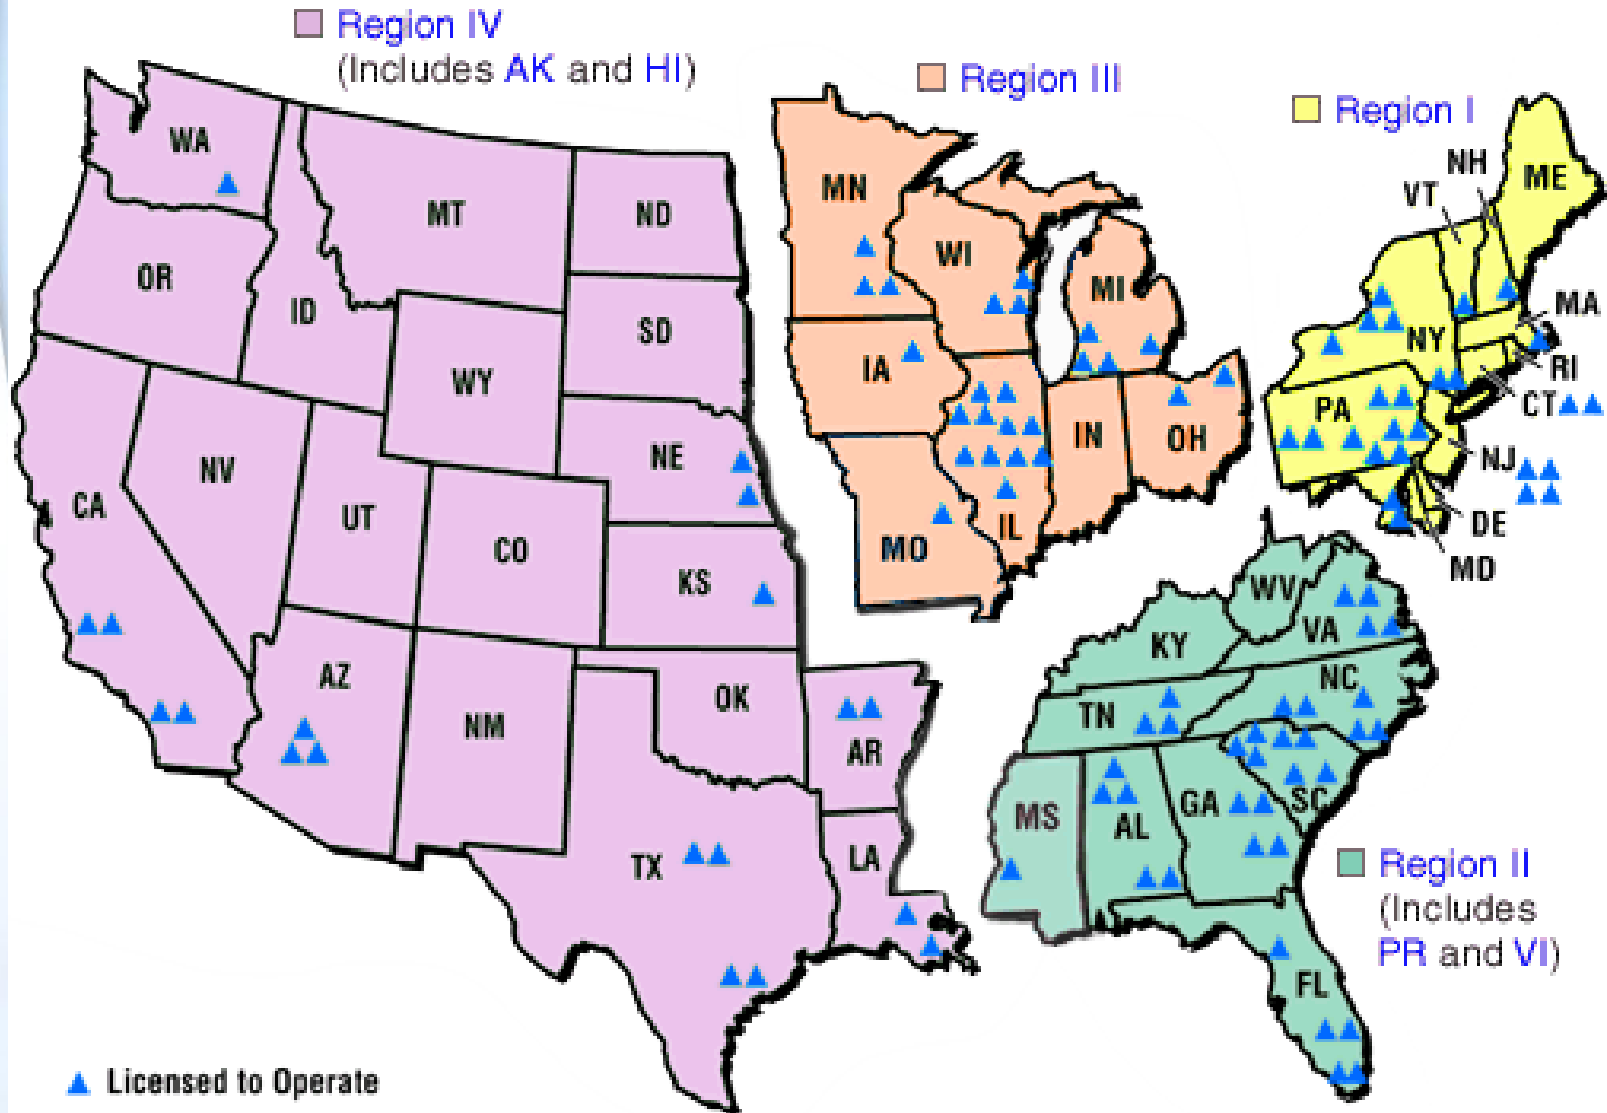 Region IV
(Includes AK and HI)
Region III
Region I
WA
MT
ND
OR
ID
SD
WY
NE
NV
CA
UT
CO
KS
AZ
NM
OK
AR
TX
LA
MN
WI
MI
IA
IN
OH
IL
MO
NH
VT
ME
MA
NY
RI
CT
PA
NJ
DE
MD
WV
VA
KY
NC
TN
SC
MS
AL
GA
FL
Region II
(Includes
PR and VI)
Licensed to Operate